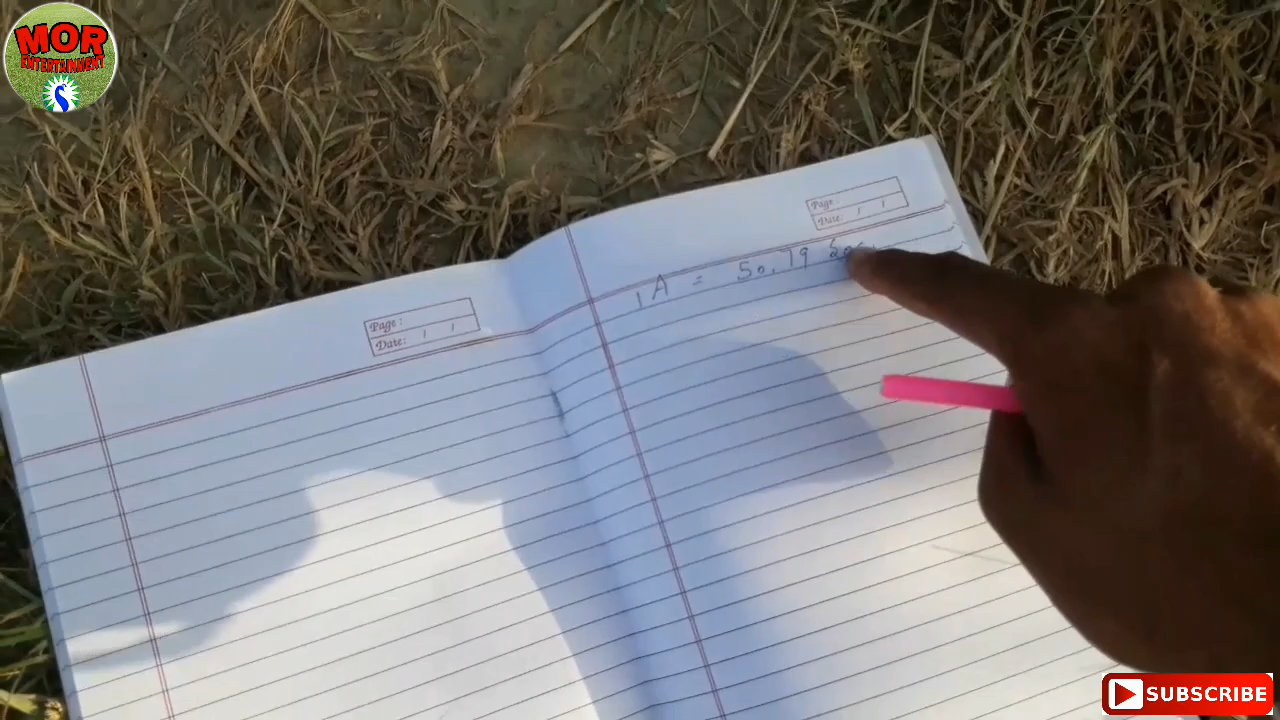 MOR
ENTERTAINMENT
Page :
Date: / /
1A = 50.79
Page :
Date: / /
SUBSCRIBE